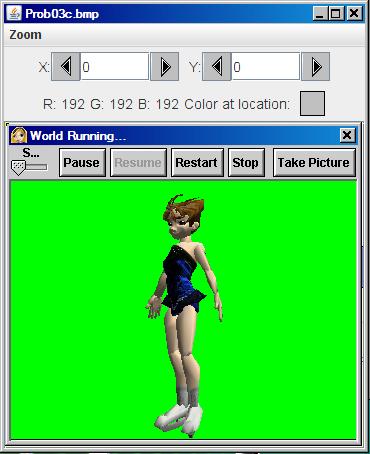 Prob03c.bmp
Zoom
X: 0 Y: 0
R: 192 G: 192 B: 192 Color at location:
World Running...
S...
Pause Resume Restart Stop Take Picture